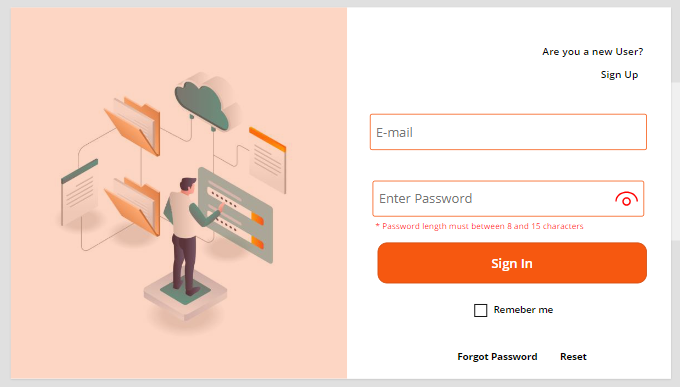 Are you a new User?
Sign Up
E-mail
Enter Password
* Password length must between 8 and 15 characters
Sign In
Remeber me
Forgot Password
Reset